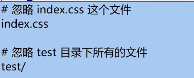 # 忽略 index.css 这个文件
index.css
# 忽略 test 目录下所有的文件
test/